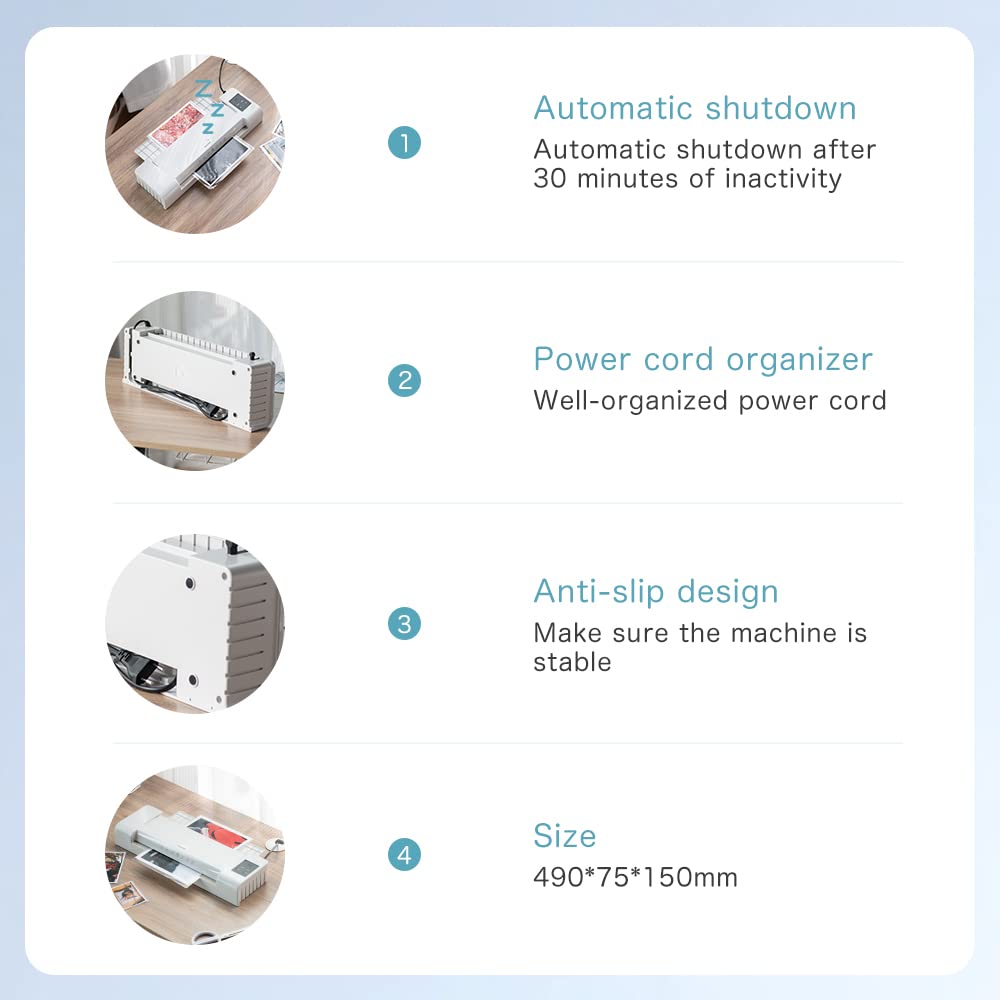 Z
Z
Z
1
Automatic shutdown
Automatic shutdown after
30 minutes of inactivity
2
Power cord organizer
Well-organized power cord
3
Anti-slip design
Make sure the machine is
stable
4
Size
490*75*150mm